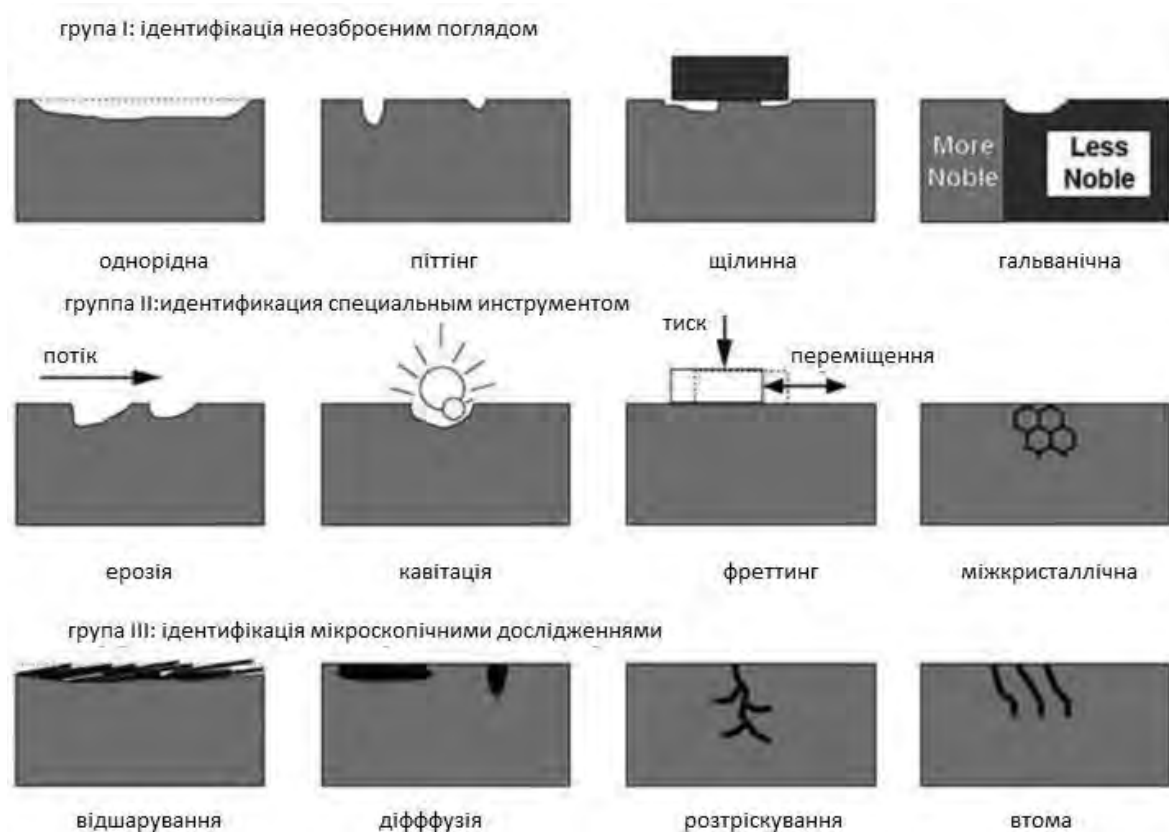 група I: ідентифікація неозброєним поглядом
More
Noble
Less
Noble
однорідна
піттінг
щілинна
гальванічна
группа II:идентификация специальным инструментом
потік
тиск
переміщення
ерозія
кавітація
фреттинг
міжкристаллічна
група III: ідентифікація мікроскопічними дослідженнями
відшарування
діфффузія
розтріскування
втома